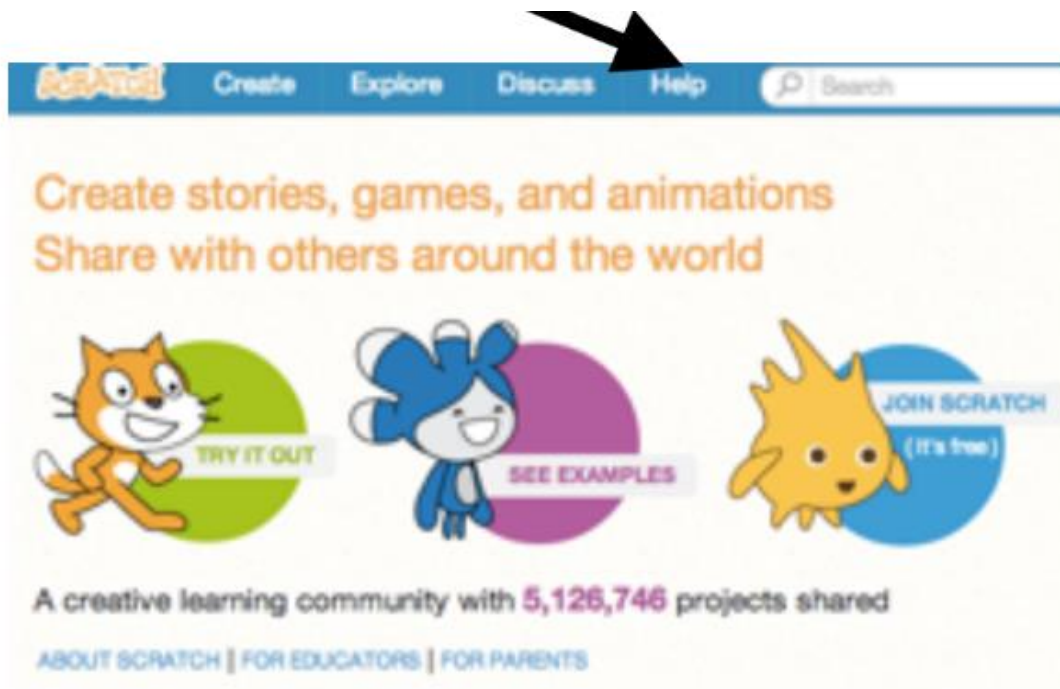 SCRATCH Create Explore Discuss Help Search
Create stories, games, and animations
Share with others around the world
TRY IT OUT
SEE EXAMPLES
JOIN SCRATCH
(it's free)
A creative learning community with 5,126,746 projects shared
ABOUT SCRATCH | FOR EDUCATORS | FOR PARENTS